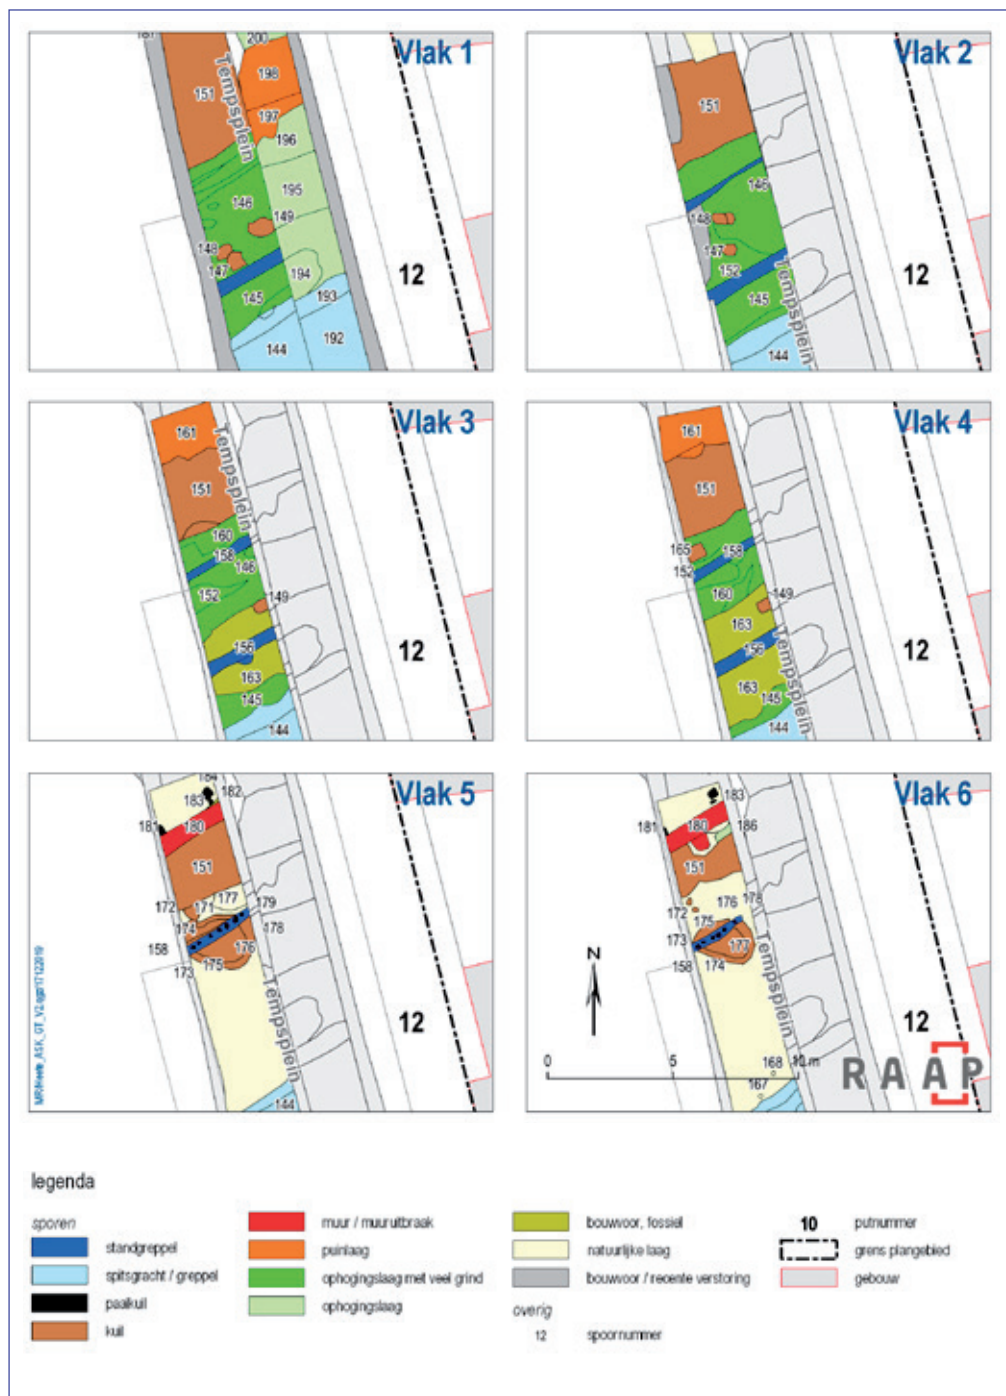 Vlak 1
181
200
Tempsplein
198
151
197
196
195
146
149
148
147
194
12
145
193
192
144
Vlak 2
151
146
148
147
152
12
145
Tempsplein
144
Vlak 3
161
Tempsplein
151
160
158
146
152
149
156
12
163
145
144
Vlak 4
161
151
165
158
152
160
149
163
156
12
Tempsplein
163
145
144
Vlak 5
184
183
182
181
180
151
177
172
171
179
174
178
158
176
175
173
Tempsplein
12
144
Vlak 6
183
181
180
186
151
176
178
172
175
173
177
158
174
Tempsplein
N
12
0 5 10 m
168
167
RAAP
legenda
sporen
standgreppel
spitsgracht / greppel
paalkuil
kuil
muur / muuruitbraak
puinlaag
ophogingslaag met veel grind
ophogingslaag
bouwvoor, fossiel
natuurlijke laag
bouwvoor / recente verstoring
overig
12 spoornummer
10 putnummer
grens plangebied
gebouw